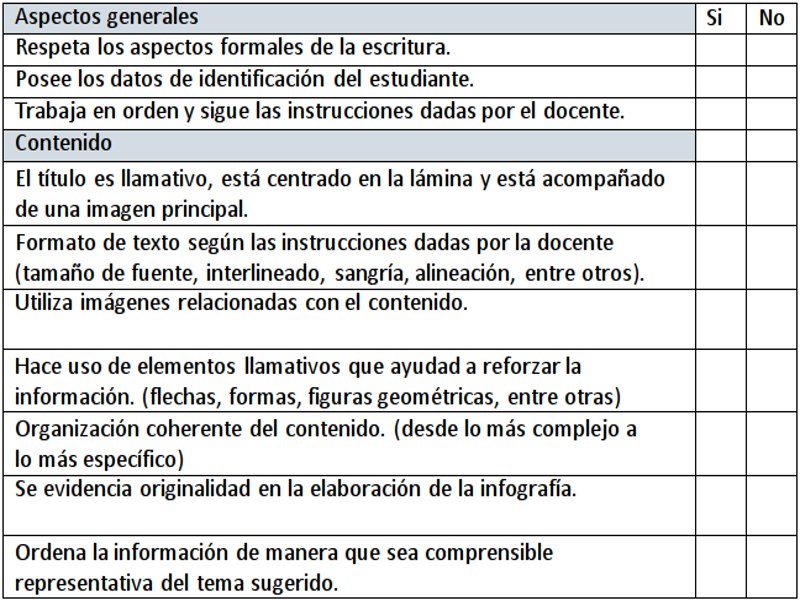 Aspectos generales Si No
Respeta los aspectos formales de la escritura.
Posee los datos de identificación del estudiante.
Trabaja en orden y sigue las instrucciones dadas por el docente.
Contenido
El título es llamativo, está centrado en la lámina y está acompañado
de una imagen principal.
Formato de texto según las instrucciones dadas por la docente
(tamaño de fuente, interlineado, sangría, alineación, entre otros).
Utiliza imágenes relacionadas con el contenido.
Hace uso de elementos llamativos que ayudad a reforzar la
información. (flechas, formas, figuras geométricas, entre otras)
Organización coherente del contenido. (desde lo más complejo a
lo más específico)
Se evidencia originalidad en la elaboración de la infografía.
Ordena la información de manera que sea comprensible
representativa del tema sugerido.